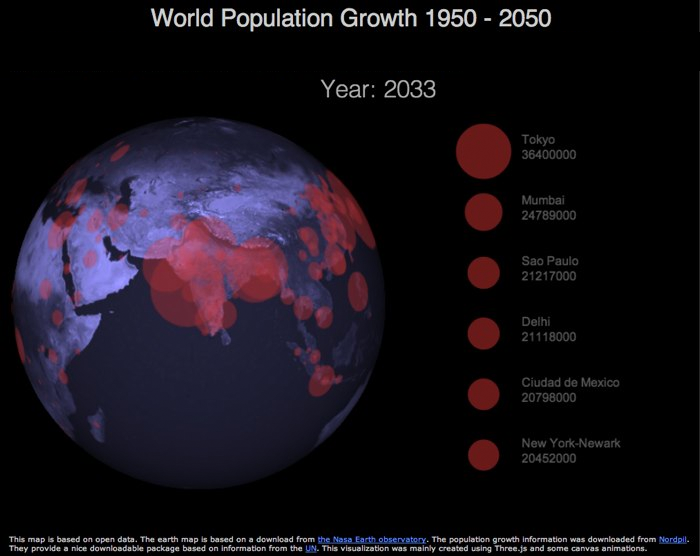 World Population Growth 1950 - 2050
Year: 2033
Tokyo
36400000
Mumbai
24789000
Sao Paulo
21217000
Delhi
21118000
Ciudad de Mexico
20798000
New York-Newark
20452000
This map is based on open data. The earth map is based on a download from the Nasa Earth observatory. The population growth information was downloaded from Nordpil.
They provide a nice downloadable package based on information from the UN. This visualization was mainly created using Three.js and some canvas animations.